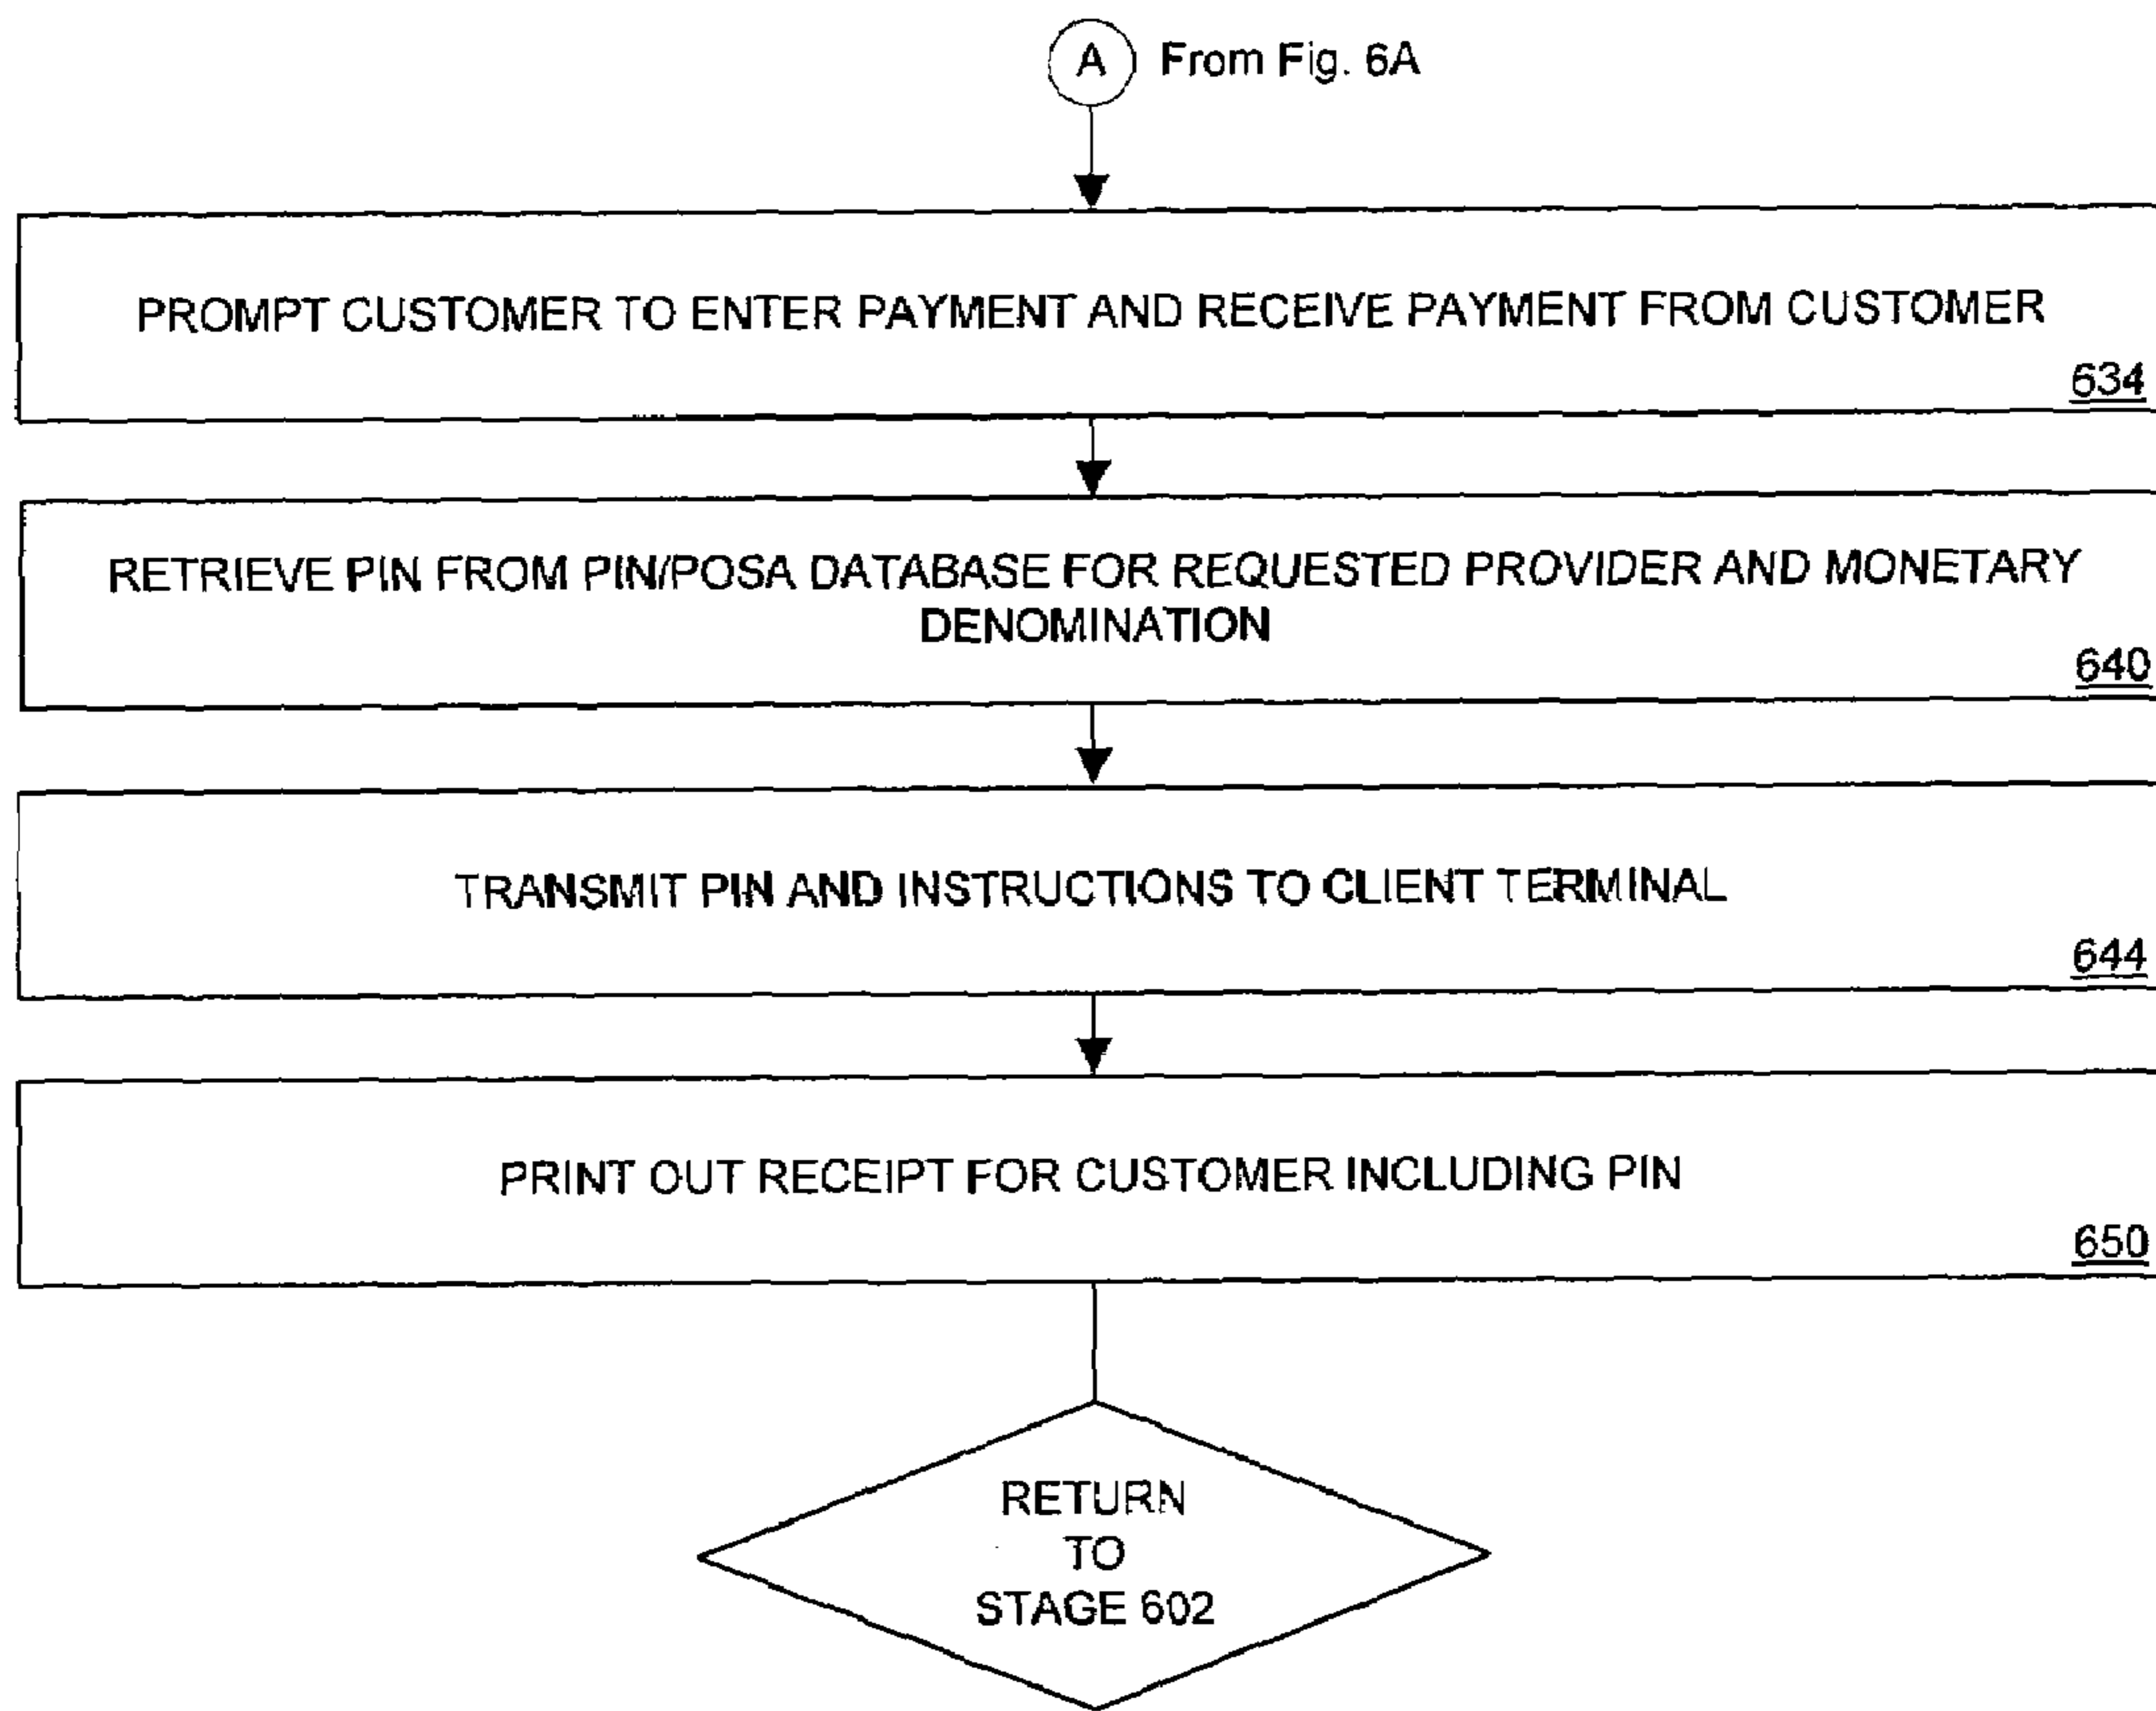 A From Fig. 6A
PROMPT CUSTOMER TO ENTER PAYMENT AND RECEIVE PAYMENT FROM CUSTOMER
634
RETRIEVE PIN FROM PIN/POSA DATABASE FOR REQUESTED PROVIDER AND MONETARY
DENOMINATION
640
TRANSMIT PIN AND INSTRUCTIONS TO CLIENT TERMINAL
644
PRINT OUT RECEIPT FOR CUSTOMER INCLUDING PIN
650
RETURN
TO
STAGE 602